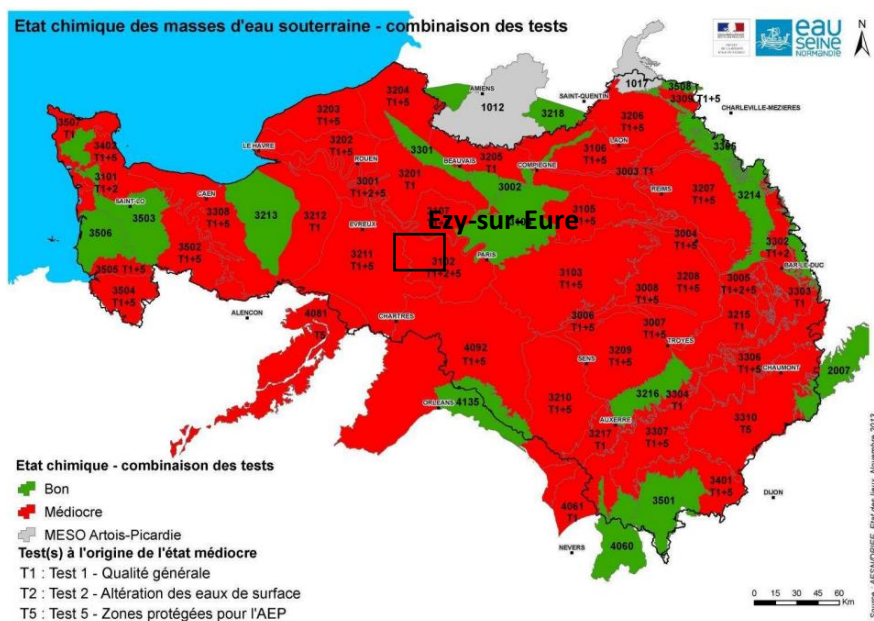 Etat chimique des masses d'eau souterraine - combinaison des tests
eau
SEINE
NORMANDIE
N
AMIENS
1012
SAINT-QUENTIN
1017
3508
3309 T1+5
CHARLEVILLE-MEZIERES
3204
T1+5
3218
3203
T1+5
3206
T1+5
LAON
3507
T1
3402
T1+5
LE HAVRE
3202
T1+5
ROUEN
3301
BEAUVAIS
3205
T1
COMPIEGNE
3106
T1+5
3101
T1+2
3001
T1+2+5
3201
T1
3002
3003 T1
REIMS
3207
T1+5
3214
SAINT-LO
3503
CAEN
3308
T1+5
3213
3212
T1
EVREUX
3107
Ezy-sur-Eure
3105
T1+5
3506
3502
T1+5
3211
T1+5
3102
T1+2+5
PARIS
3004
T1+5
3302
T1+2
BAR-LE-DUC
3505 T1+5
3504
T1+5
3103
T1+5
3208
T1+5
3008
T1+5
3005
T1+2+5
3303
T1
ALENCON
4081
T5
CHARTRES
3006
T1+5
3007
T1+5
3215
T1
TROYES
4092
T1+5
SENS
3209
T1+5
3306
T1+5
CHAUMONT
2007
ORLEANS
4135
3210
T1+5
3216
3304
T1
AUXERRE
3310
T5
3217
T1
3307
T1+5
3401
T1+5
DIJON
3501
4061
T1
NEVERS
4060
Etat chimique - combinaison des tests
Bon
Médiocre
MESO Artois-Picardie
Test(s) à l'origine de l'état médiocre
T1 : Test 1 - Qualité générale
T2 : Test 2 - Altération des eaux de surface
T5 : Test 5 - Zones protégées pour l'AEP
0 15 30 45 60
Km